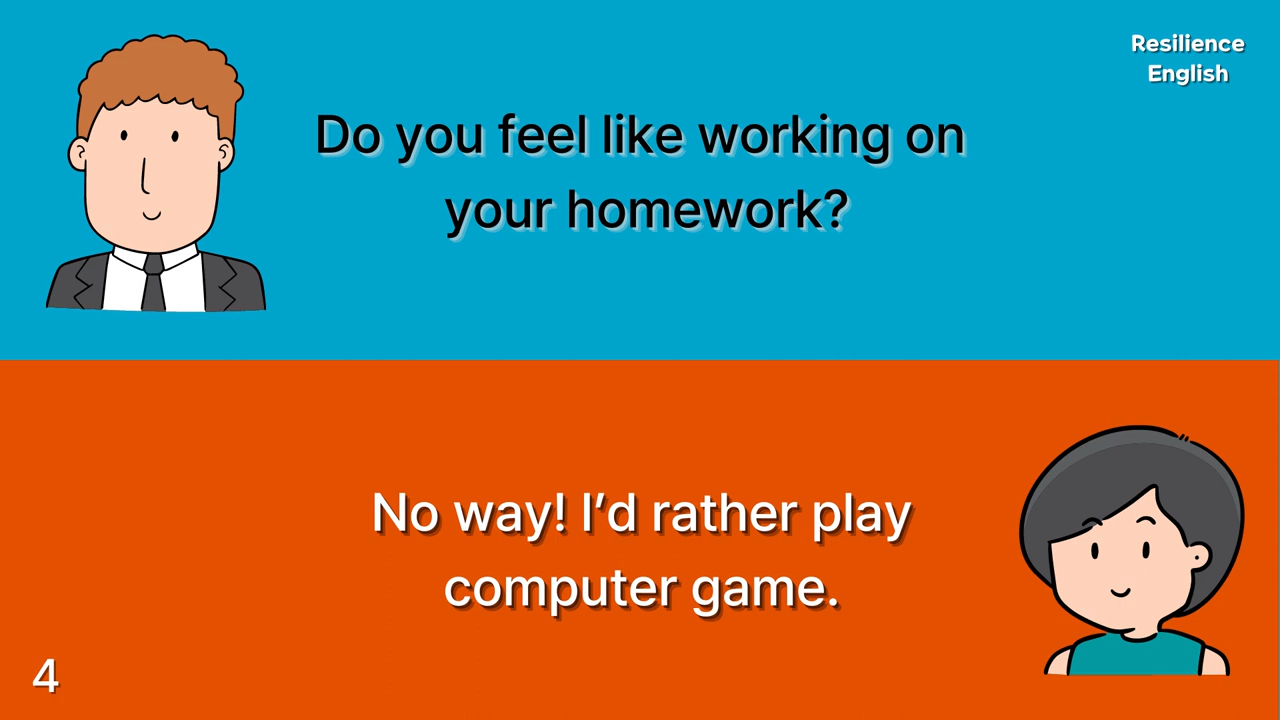 Resilience
English
Do you feel like working on
your homework?
No way! I’d rather play
computer game.
4